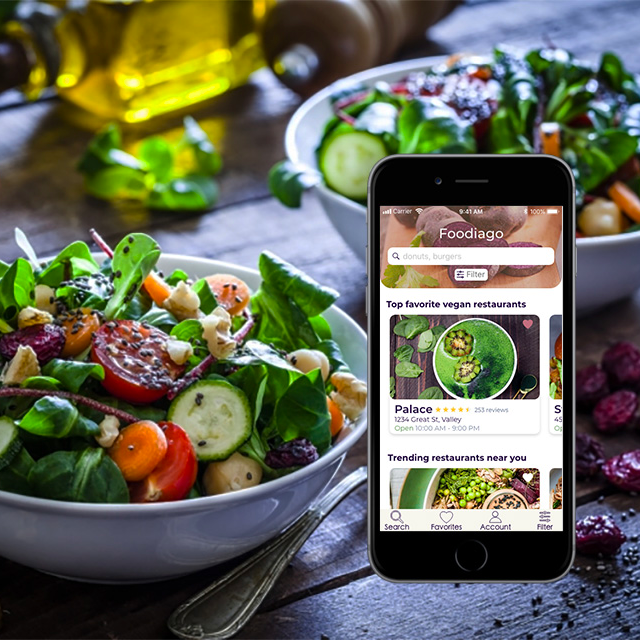 Carrier 9:41 AM 100%
Foodiago
donuts, burgers
Filter
Top favorite vegan restaurants
Palace 253 reviews
1234 Great St, Valley
Open 10:00 AM - 9:00 PM
S
45
O
Trending restaurants near you
Search Favorites Account Filter